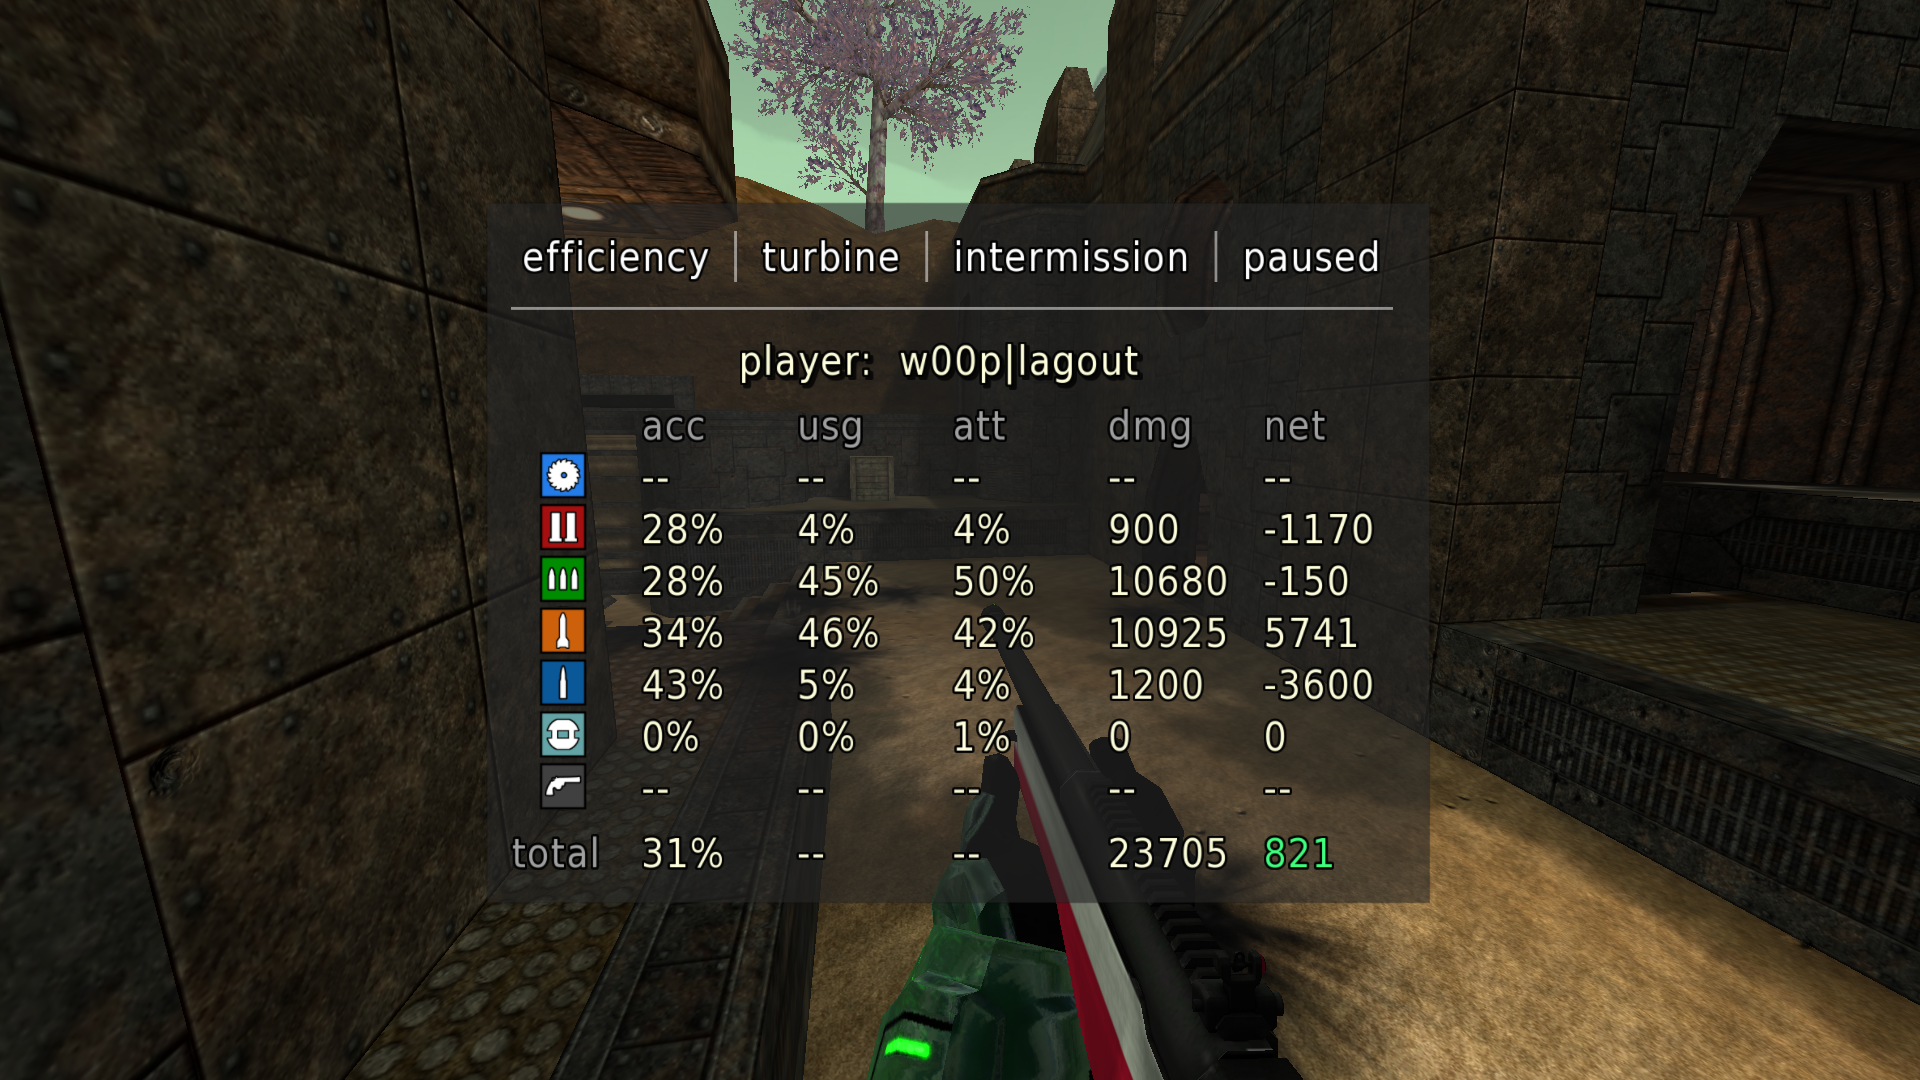 efficiency | turbine | intermission | paused
player: w00p|lagout
acc usg att dmg net
-- -- -- -- --
28% 4% 4% 900 -1170
28% 45% 50% 10680 -150
34% 46% 42% 10925 5741
43% 5% 4% 1200 -3600
0% 0% 1% 0 0
-- -- -- -- --
total 31% -- -- 23705 821